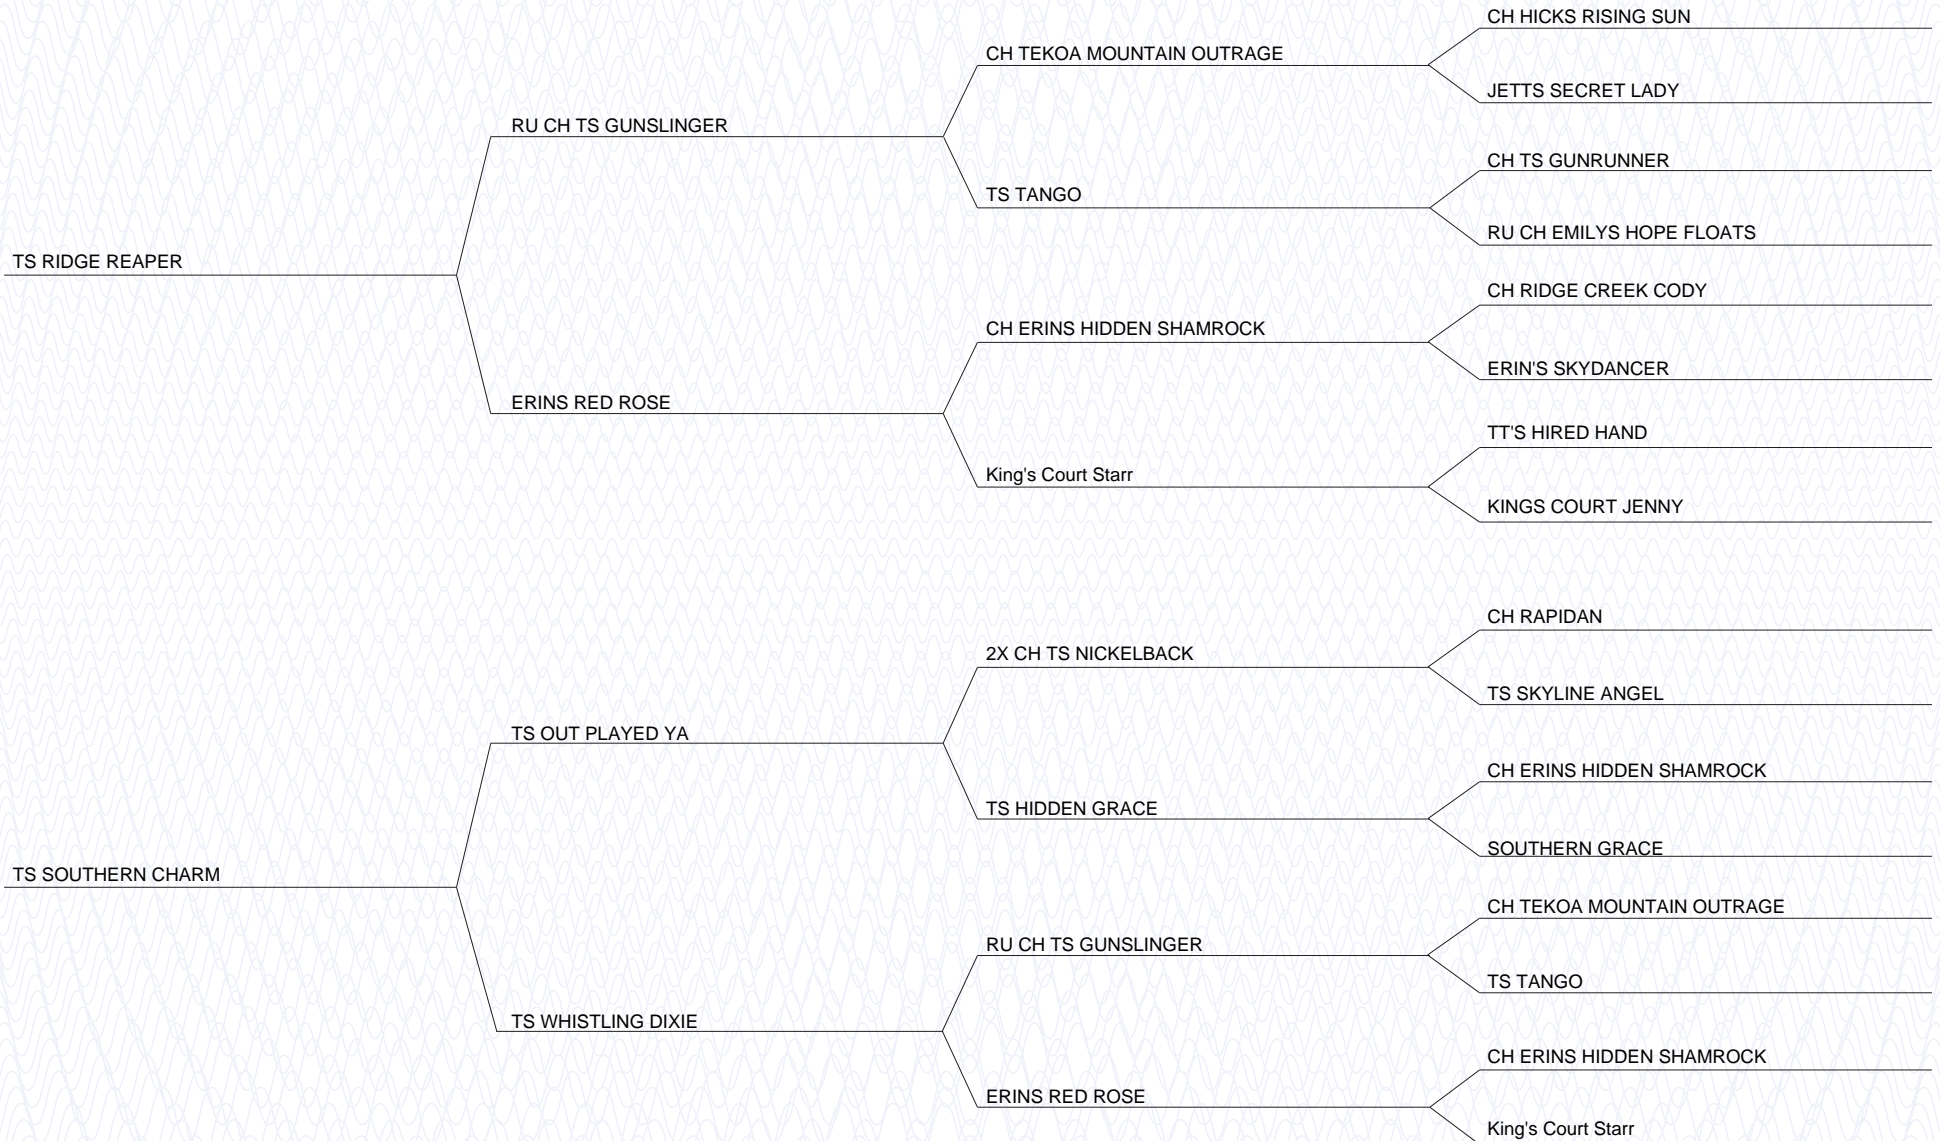 CH HICKS RISING SUN
CH TEKOA MOUNTAIN OUTRAGE
JETTS SECRET LADY
RU CH TS GUNSLINGER
CH TS GUNRUNNER
TS TANGO
RU CH EMILYS HOPE FLOATS
TS RIDGE REAPER
CH RIDGE CREEK CODY
CH ERINS HIDDEN SHAMROCK
ERIN'S SKYDANCER
ERINS RED ROSE
TT'S HIRED HAND
King's Court Starr
KINGS COURT JENNY
CH RAPIDAN
2X CH TS NICKELBACK
TS SKYLINE ANGEL
TS OUT PLAYED YA
CH ERINS HIDDEN SHAMROCK
TS HIDDEN GRACE
SOUTHERN GRACE
TS SOUTHERN CHARM
CH TEKOA MOUNTAIN OUTRAGE
RU CH TS GUNSLINGER
TS TANGO
TS WHISTLING DIXIE
CH ERINS HIDDEN SHAMROCK
ERINS RED ROSE
King's Court Starr